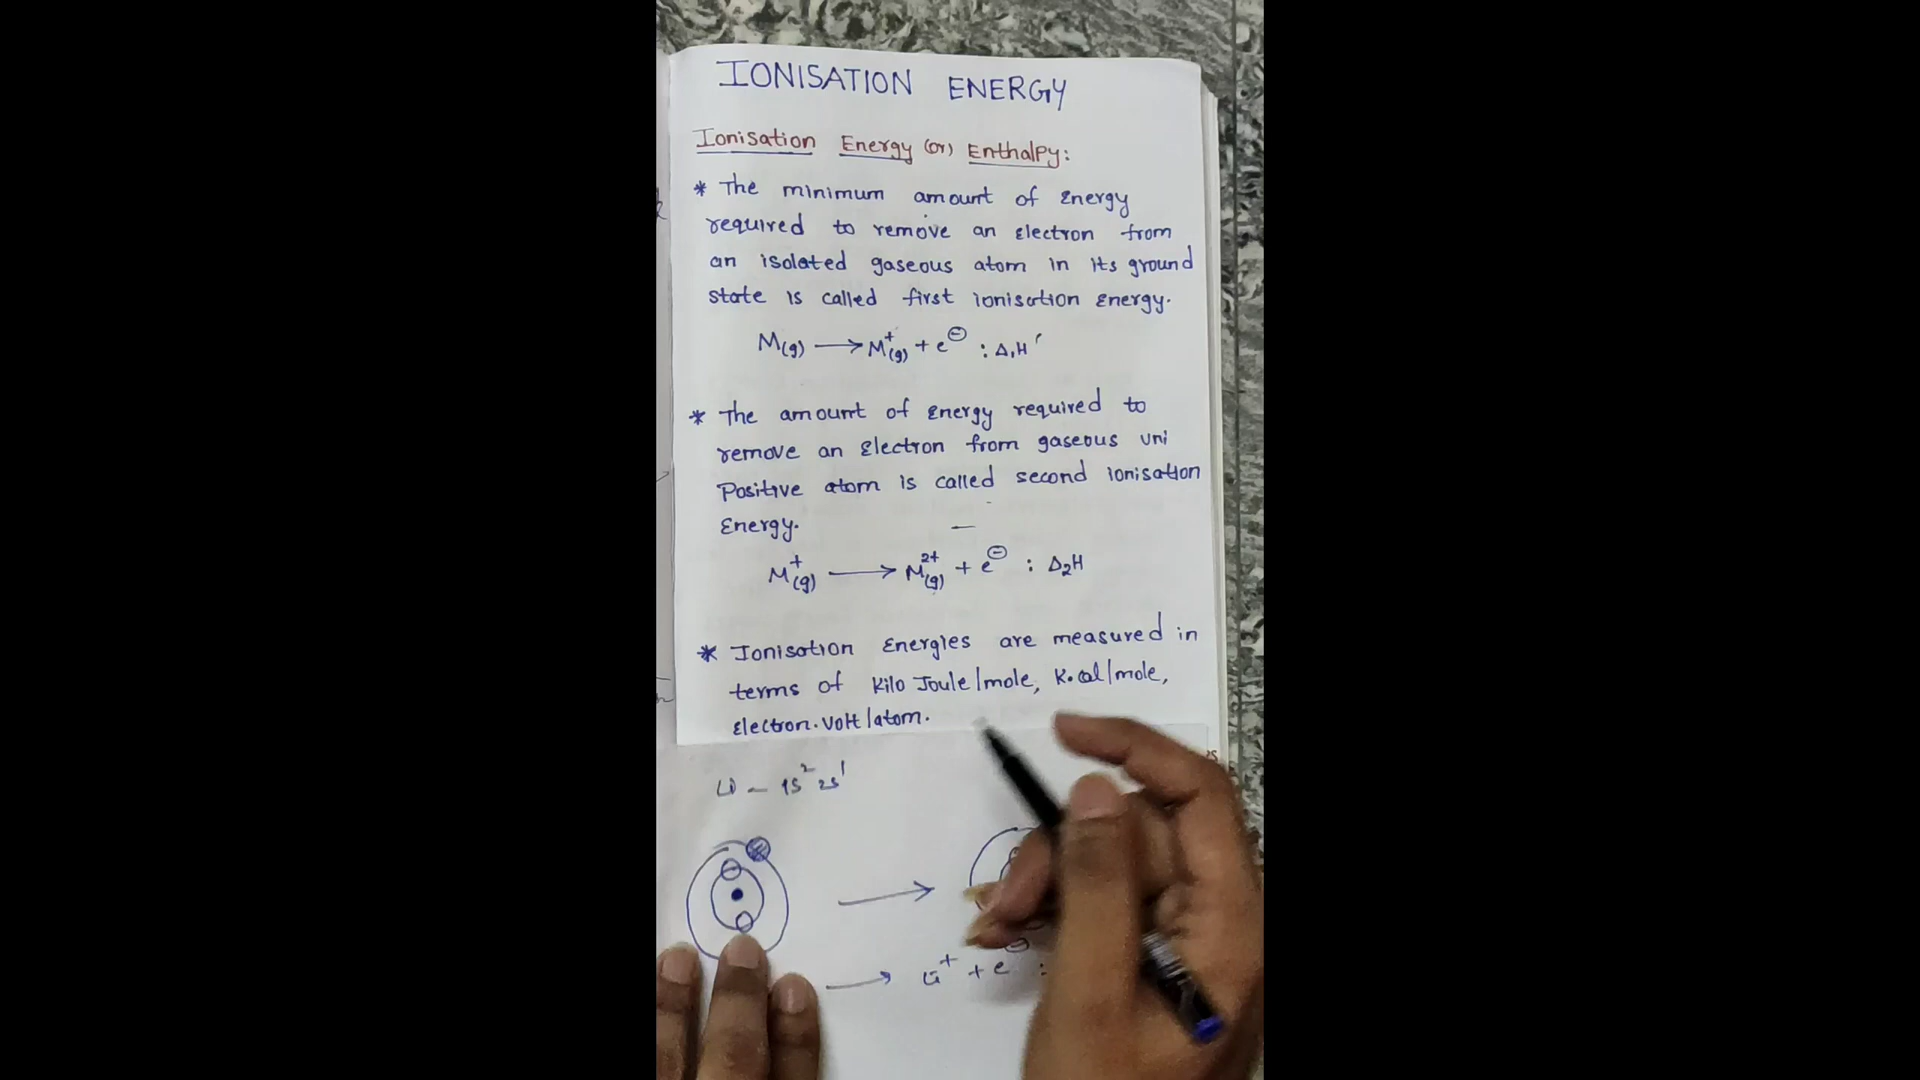 IONISATION ENERGY
Ionisation Energy (or) Enthalpy:
* The minimum amount of Energy
required to remove an Electron from
an isolated gaseous atom in its ground
state is called first ionisation Energy.
M(g) ⟶ M⁺(g) + e⊖ : Δ₁H
* The amount of Energy required to
remove an Electron from gaseous uni
Positive atom is called second ionisation
Energy.
M⁺(g) ⟶ M²⁺(g) + e⊖ : Δ₂H
* Ionisation Energies are measured in
terms of Kilo Joule/mole, K.cal/mole,
Electron.Volt/atom.
Li – 1s² 2s¹
⟶
⟶ Li⁺ + e⊖ :